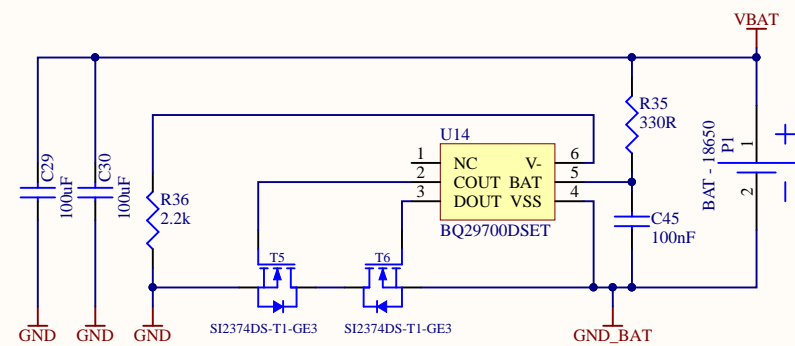 VBAT
C29
100uF
C30
100uF
R36
2.2k
U14
1
2
3
NC
COUT
DOUT
V-
BAT
VSS
6
5
4
BQ29700DSET
R35
330R
C45
100nF
BAT - 18650
P1
1
2
T5
T6
SI2374DS-T1-GE3
SI2374DS-T1-GE3
GND
GND
GND
GND_BAT